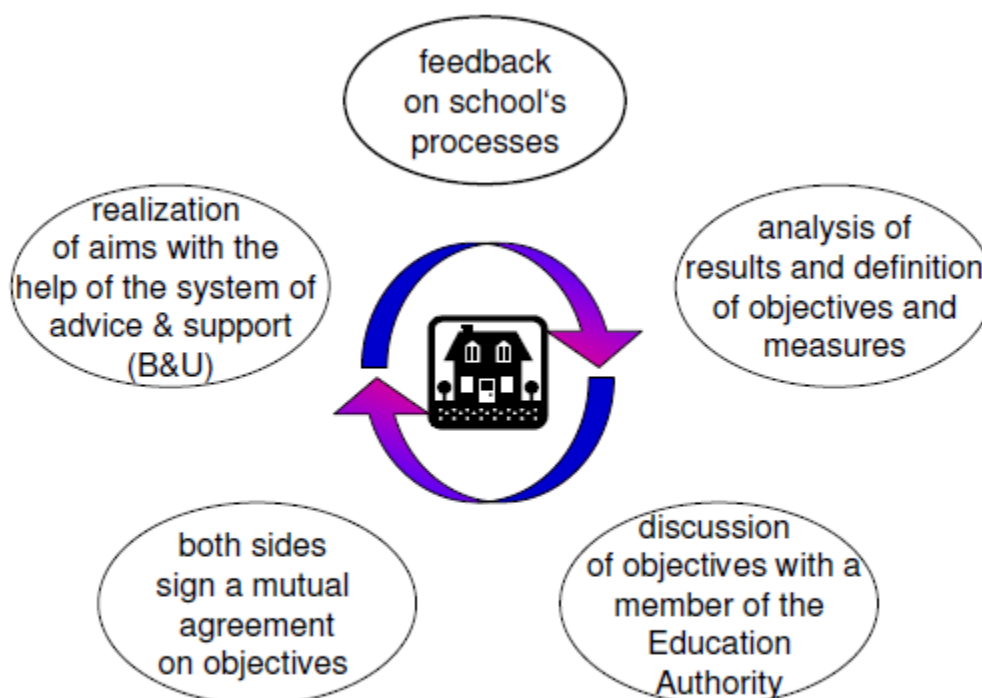 feedback
on school‘s
processes
analysis of
results and definition
of objectives and
measures
discussion
of objectives with a
member of the
Education
Authority
both sides
sign a mutual
agreement
on objectives
realization
of aims with the
help of the system of
advice & support
(B&U)